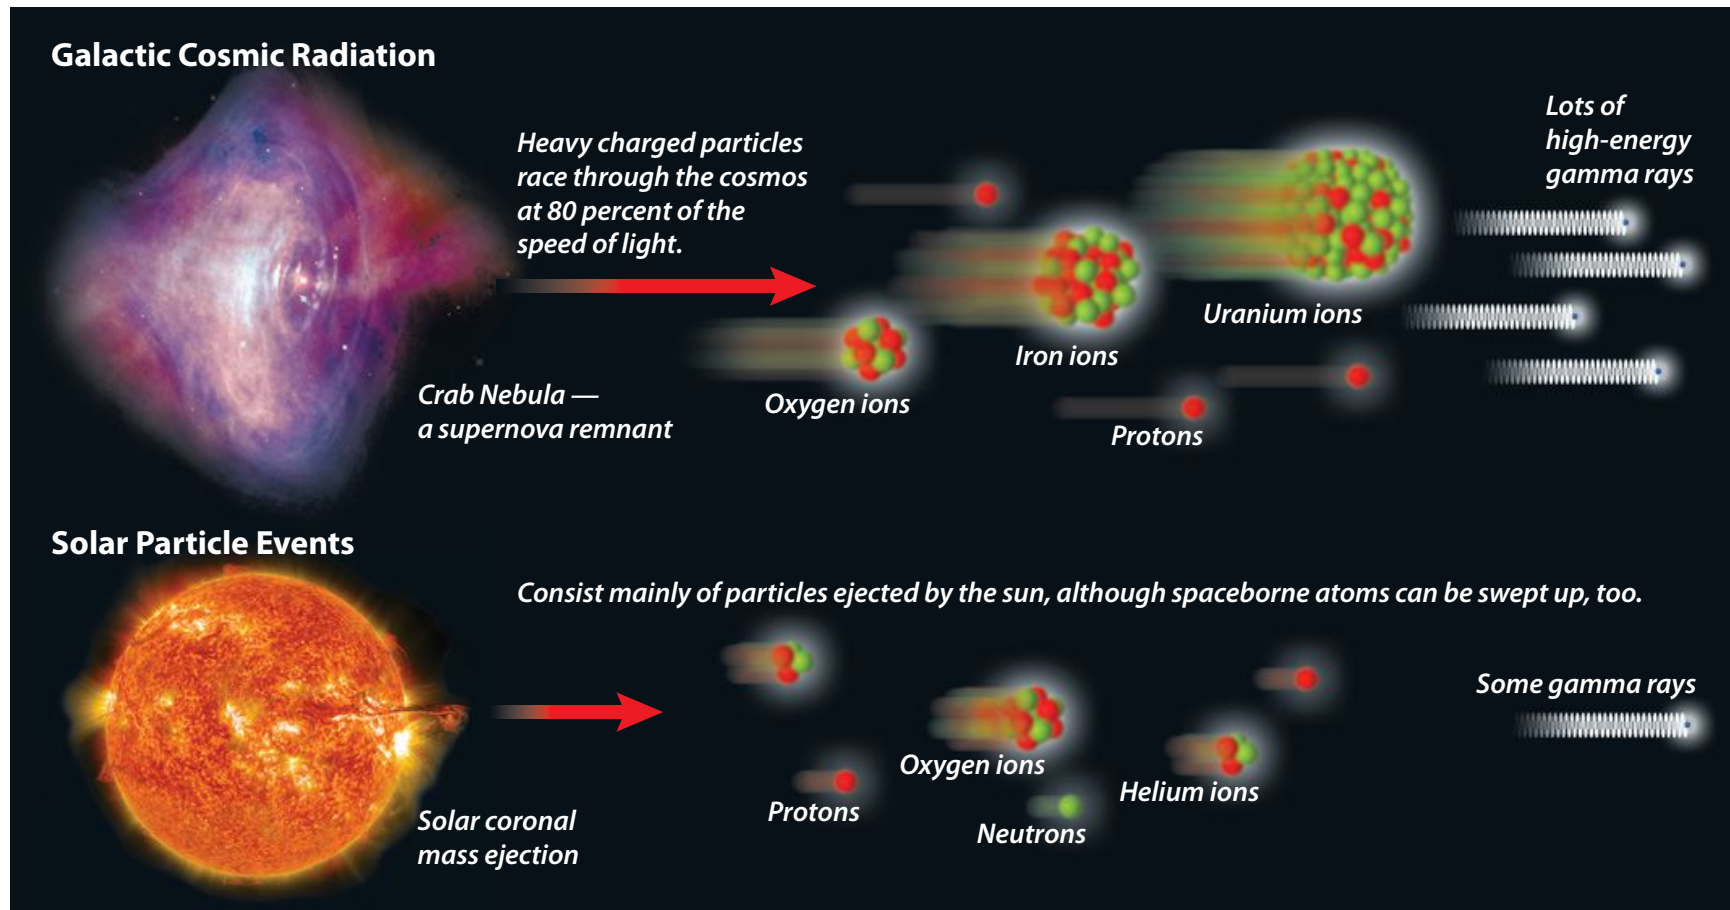 Galactic Cosmic Radiation
Heavy charged particles
race through the cosmos
at 80 percent of the
speed of light.
Lots of
high-energy
gamma rays
Uranium ions
Iron ions
Oxygen ions
Protons
Crab Nebula —
a supernova remnant
Solar Particle Events
Consist mainly of particles ejected by the sun, although spaceborne atoms can be swept up, too.
Some gamma rays
Oxygen ions
Helium ions
Protons
Neutrons
Solar coronal
mass ejection